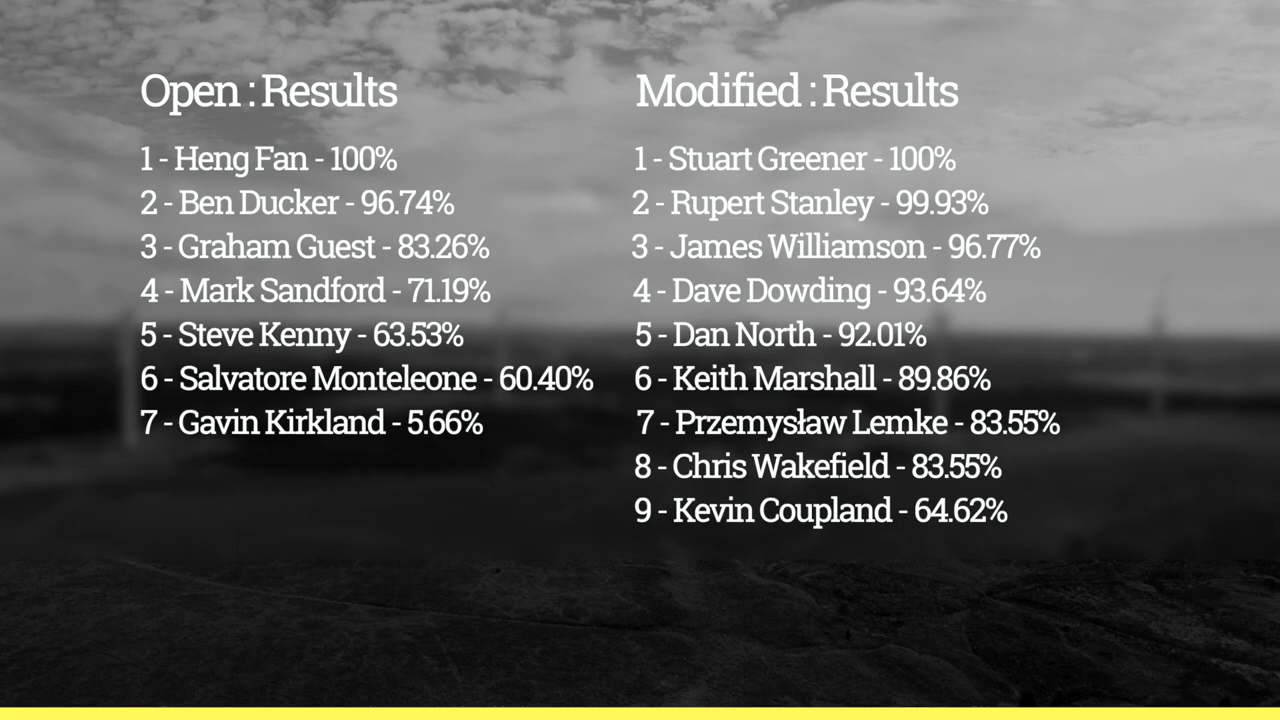 Open : Results
1 - Heng Fan - 100%
2 - Ben Ducker - 96.74%
3 - Graham Guest - 83.26%
4 - Mark Sandford - 71.19%
5 - Steve Kenny - 63.53%
6 - Salvatore Monteleone - 60.40%
7 - Gavin Kirkland - 5.66%
Modified : Results
1 - Stuart Greener - 100%
2 - Rupert Stanley - 99.93%
3 - James Williamson - 96.77%
4 - Dave Dowding - 93.64%
5 - Dan North - 92.01%
6 - Keith Marshall - 89.86%
7 - Przemysław Lemke - 83.55%
8 - Chris Wakefield - 83.55%
9 - Kevin Coupland - 64.62%